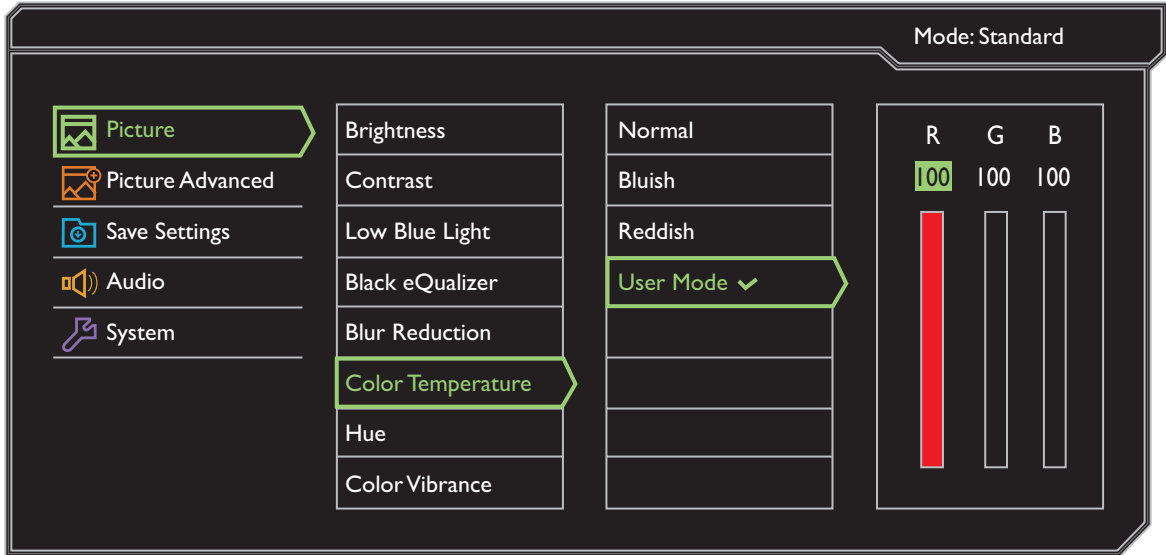 Mode: Standard
Picture
Picture Advanced
Save Settings
Audio
System
Brightness
Contrast
Low Blue Light
Black eQualizer
Blur Reduction
Color Temperature
Hue
Color Vibrance
Normal
Bluish
Reddish
User Mode
R G B
100 100 100